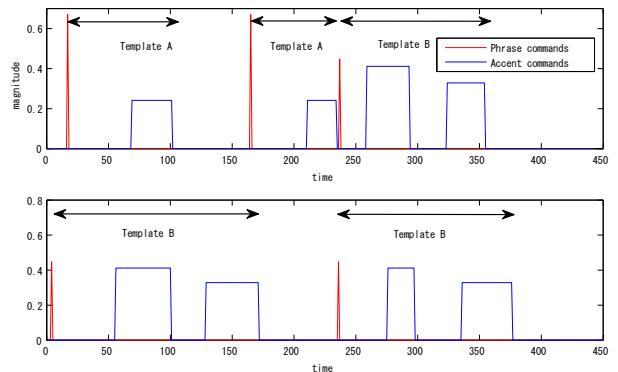 Template A
Template A
Template B
Phrase commands
Accent commands
magnitude
0.6
0.4
0.2
0
0 50 100 150 200 250 300 350 400 450
time
0.8
0.6
0.4
0.2
0
Template B
Template B
0 50 100 150 200 250 300 350 400 450
time